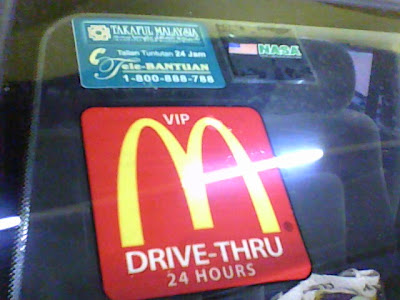 TAKAFUL MALAYSIA
Talian Tuntutan 24 Jam
Tele-BANTUAN
1-800-888-788
NASA
VIP
DRIVE-THRU
24 HOURS